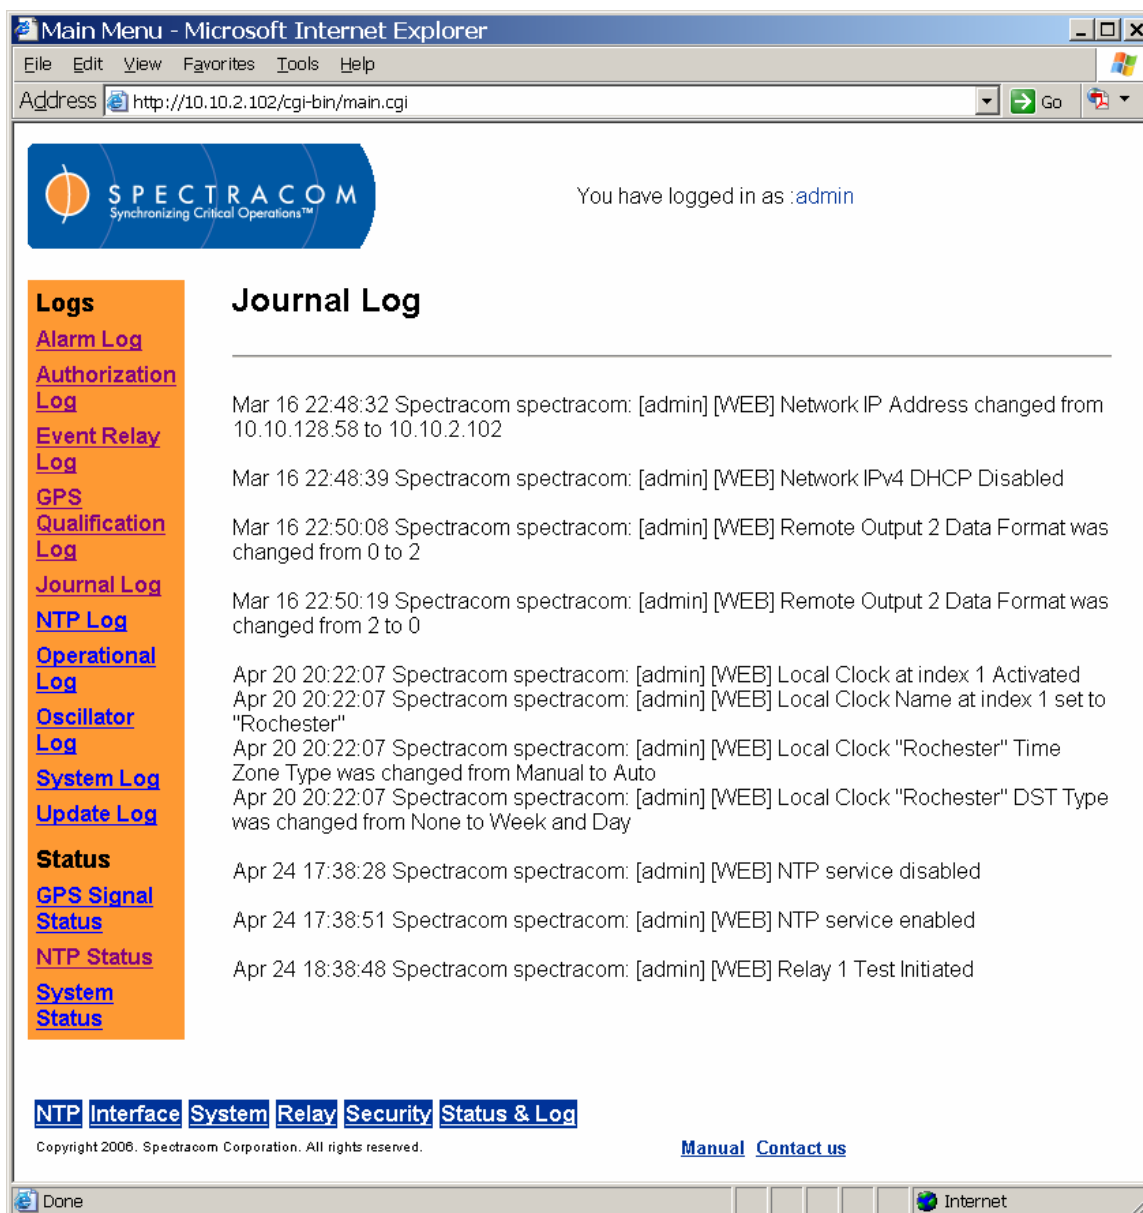 Main Menu - Microsoft Internet Explorer
File Edit View Favorites Tools Help
Address http://10.10.2.102/cgi-bin/main.cgi Go
SPECTRACOM
Synchronizing Critical Operations™
You have logged in as :admin
Logs
Alarm Log
Authorization
Log
Event Relay
Log
GPS
Qualification
Log
Journal Log
NTP Log
Operational
Log
Oscillator
Log
System Log
Update Log
Status
GPS Signal
Status
NTP Status
System
Status
Journal Log
Mar 16 22:48:32 Spectracom spectracom: [admin] [WEB] Network IP Address changed from
10.10.128.58 to 10.10.2.102
Mar 16 22:48:39 Spectracom spectracom: [admin] [WEB] Network IPv4 DHCP Disabled
Mar 16 22:50:08 Spectracom spectracom: [admin] [WEB] Remote Output 2 Data Format was
changed from 0 to 2
Mar 16 22:50:19 Spectracom spectracom: [admin] [WEB] Remote Output 2 Data Format was
changed from 2 to 0
Apr 20 20:22:07 Spectracom spectracom: [admin] [WEB] Local Clock at index 1 Activated
Apr 20 20:22:07 Spectracom spectracom: [admin] [WEB] Local Clock Name at index 1 set to
"Rochester"
Apr 20 20:22:07 Spectracom spectracom: [admin] [WEB] Local Clock "Rochester" Time
Zone Type was changed from Manual to Auto
Apr 20 20:22:07 Spectracom spectracom: [admin] [WEB] Local Clock "Rochester" DST Type
was changed from None to Week and Day
Apr 24 17:38:28 Spectracom spectracom: [admin] [WEB] NTP service disabled
Apr 24 17:38:51 Spectracom spectracom: [admin] [WEB] NTP service enabled
Apr 24 18:38:48 Spectracom spectracom: [admin] [WEB] Relay 1 Test Initiated
NTP Interface System Relay Security Status & Log
Copyright 2006. Spectracom Corporation. All rights reserved.
Manual Contact us
Done Internet